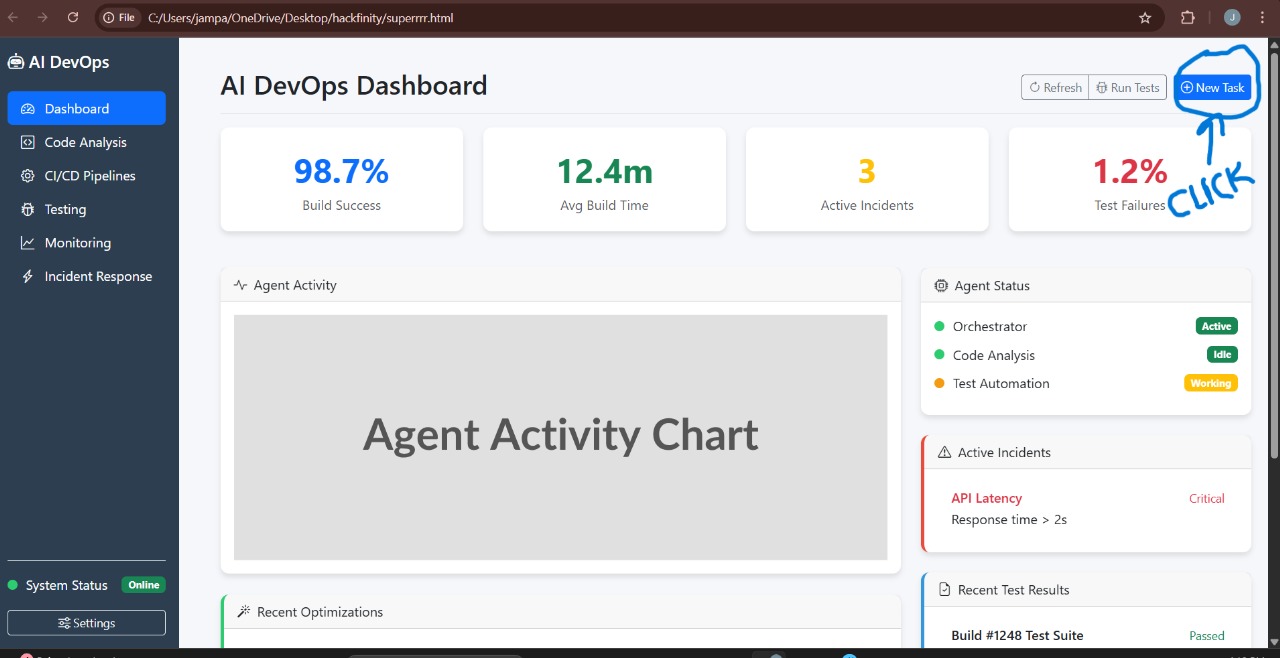 File C:/Users/jampa/OneDrive/Desktop/hackfinity/superrrr.html
J
AI DevOps
Dashboard
Code Analysis
CI/CD Pipelines
Testing
Monitoring
Incident Response
System Status Online
Settings
AI DevOps Dashboard
Refresh Run Tests New Task
CLICK
98.7%
Build Success
12.4m
Avg Build Time
3
Active Incidents
1.2%
Test Failures
Agent Activity
Agent Activity Chart
Recent Optimizations
Agent Status
Orchestrator Active
Code Analysis Idle
Test Automation Working
Active Incidents
API Latency Critical
Response time > 2s
Recent Test Results
Build #1248 Test Suite Passed